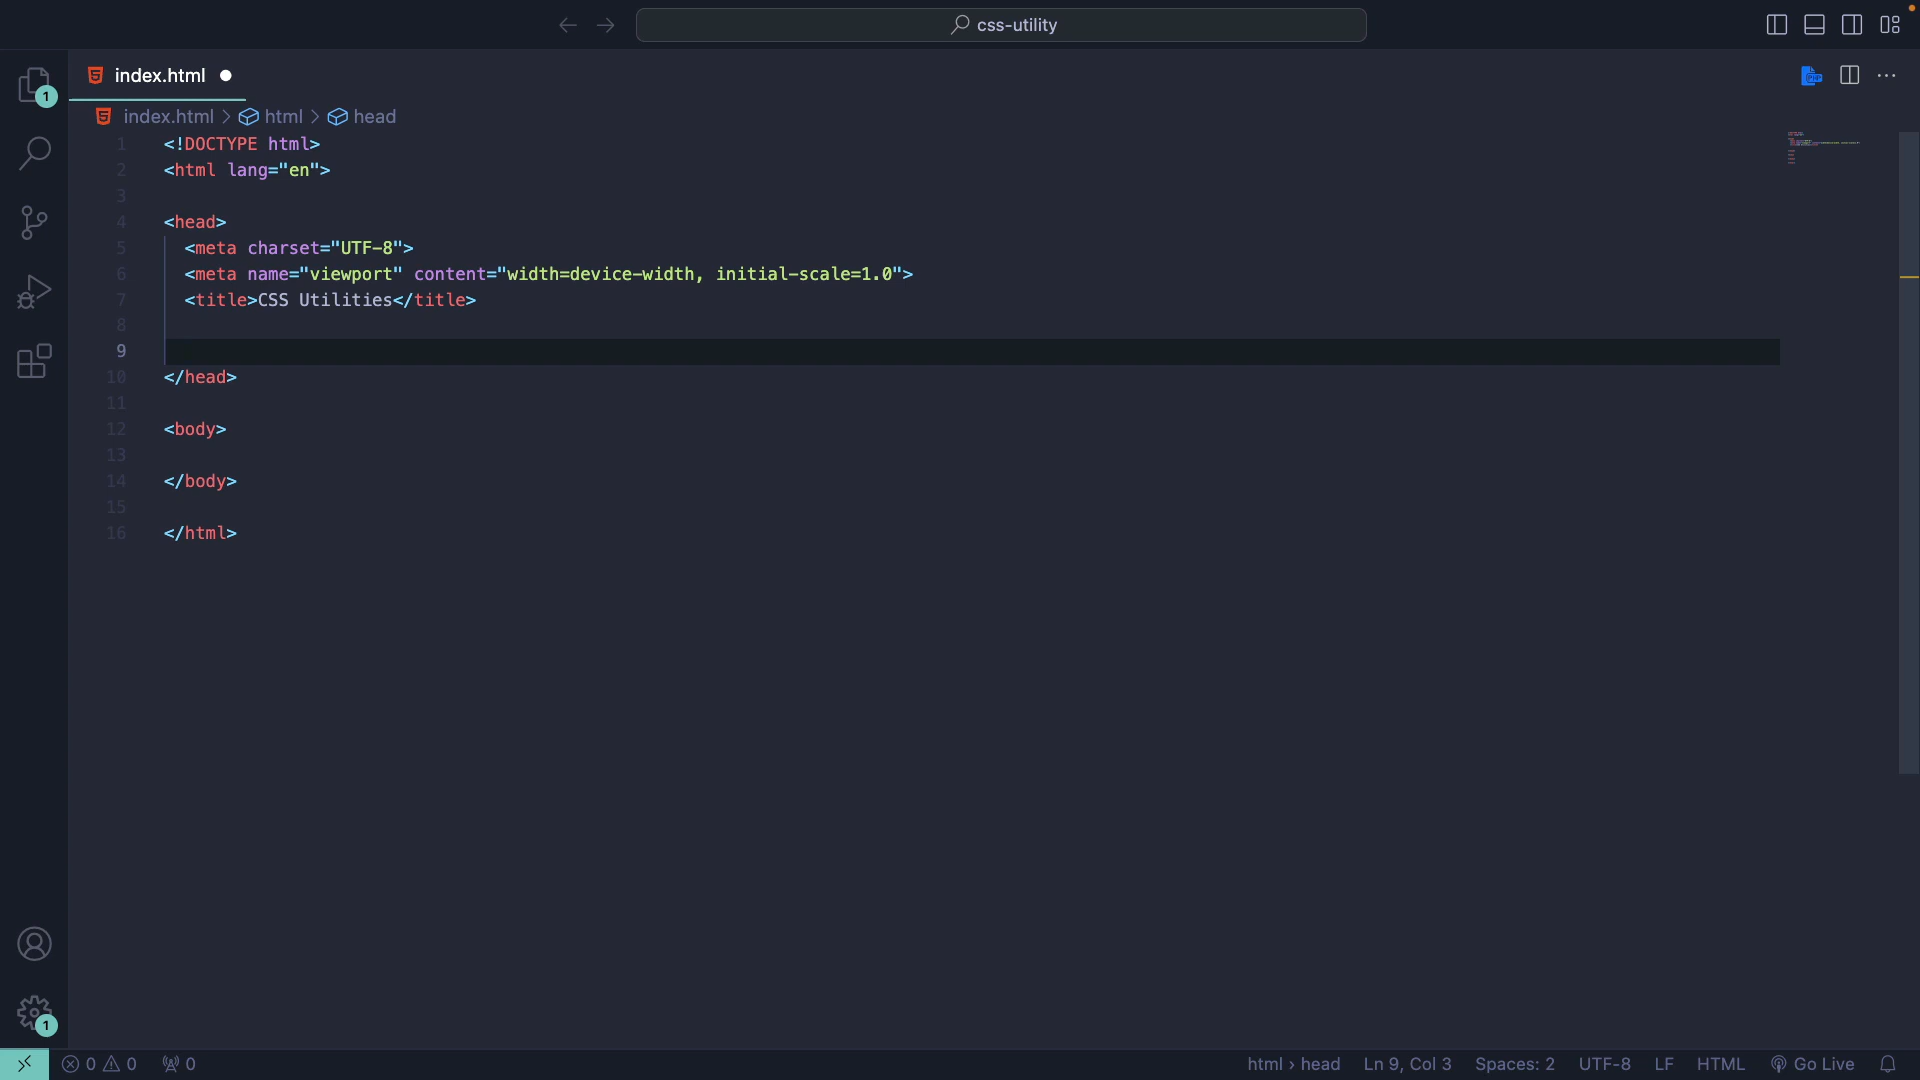 css-utility
index.html
index.html > html > head
1 <!DOCTYPE html>
2 <html lang="en">
3
4 <head>
5 <meta charset="UTF-8">
6 <meta name="viewport" content="width=device-width, initial-scale=1.0">
7 <title>CSS Utilities</title>
8
9
10 </head>
11
12 <body>
13
14 </body>
15
16 </html>
1
1
0 0 0 html › head Ln 9, Col 3 Spaces: 2 UTF-8 LF HTML Go Live